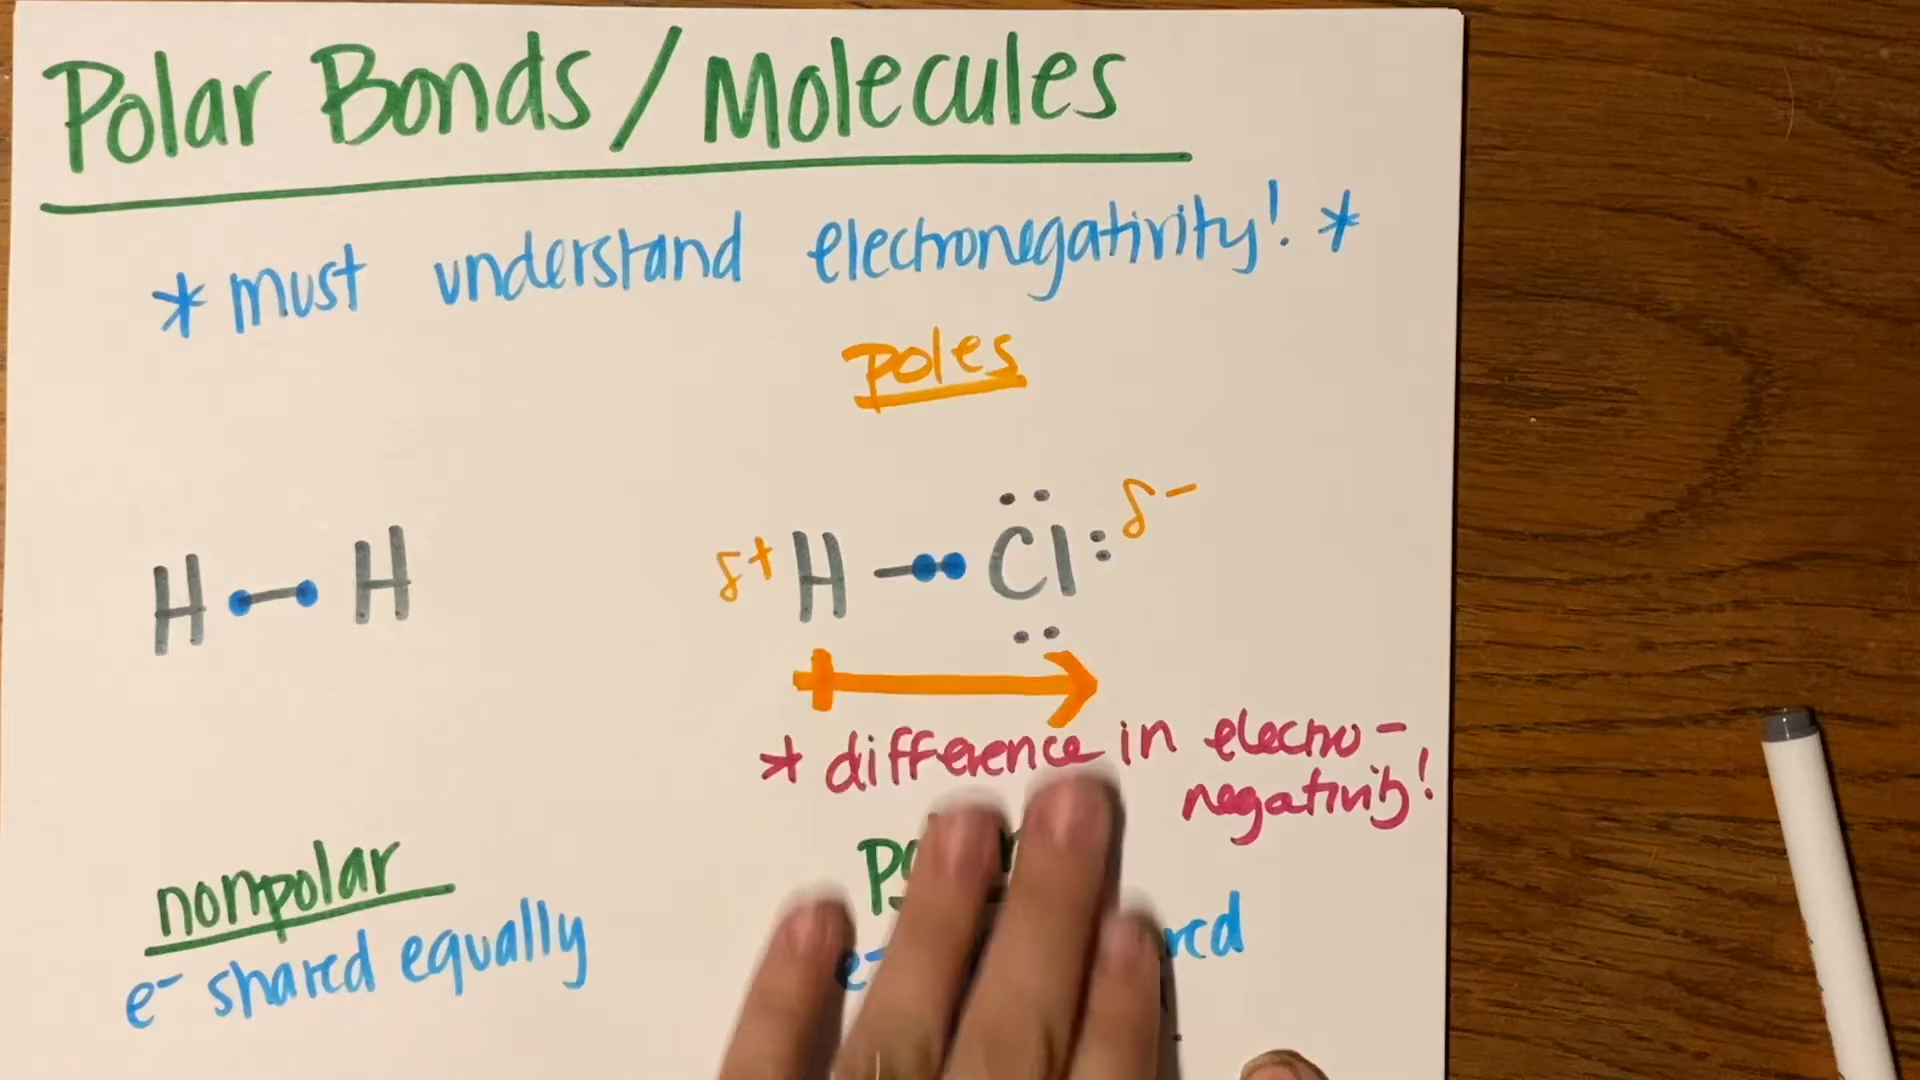 Polar Bonds / Molecules
* must understand electronegativity! *
poles
H H
δ+ H Cl δ-
* difference in electro-
negativity!
nonpolar
e- shared equally
e-